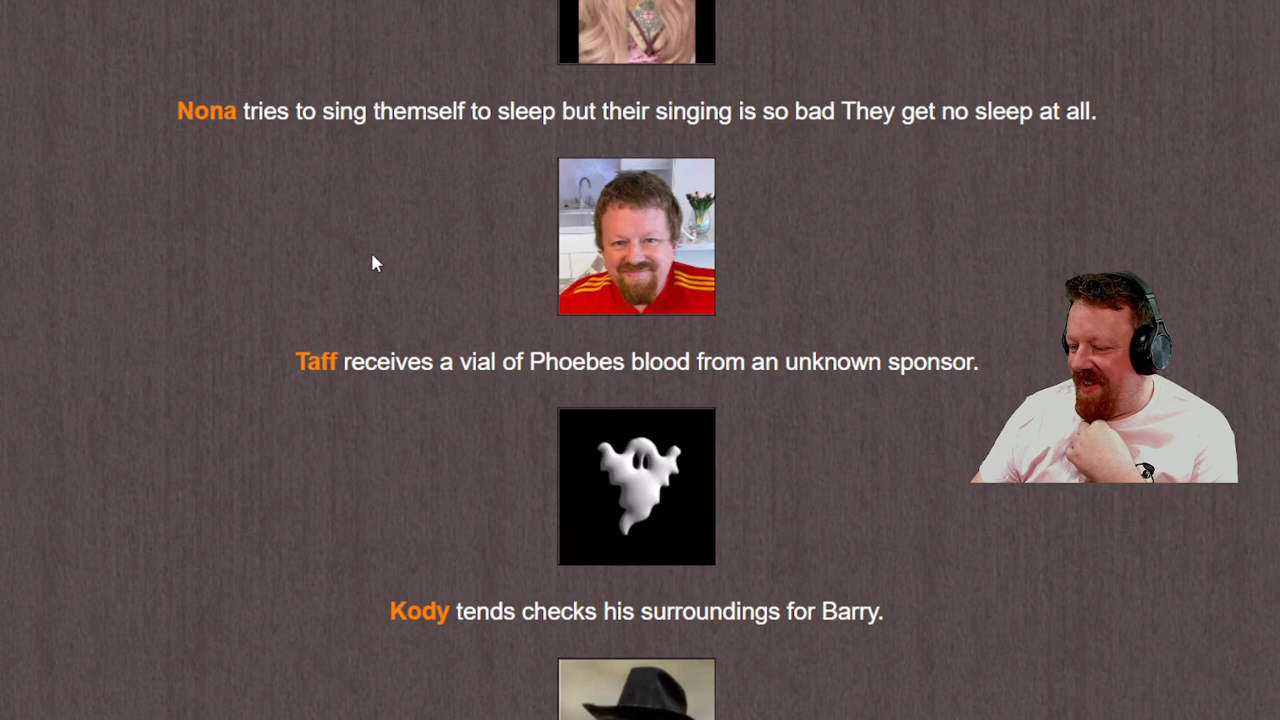 Nona tries to sing themself to sleep but their singing is so bad They get no sleep at all.
Taff receives a vial of Phoebes blood from an unknown sponsor.
Kody tends checks his surroundings for Barry.